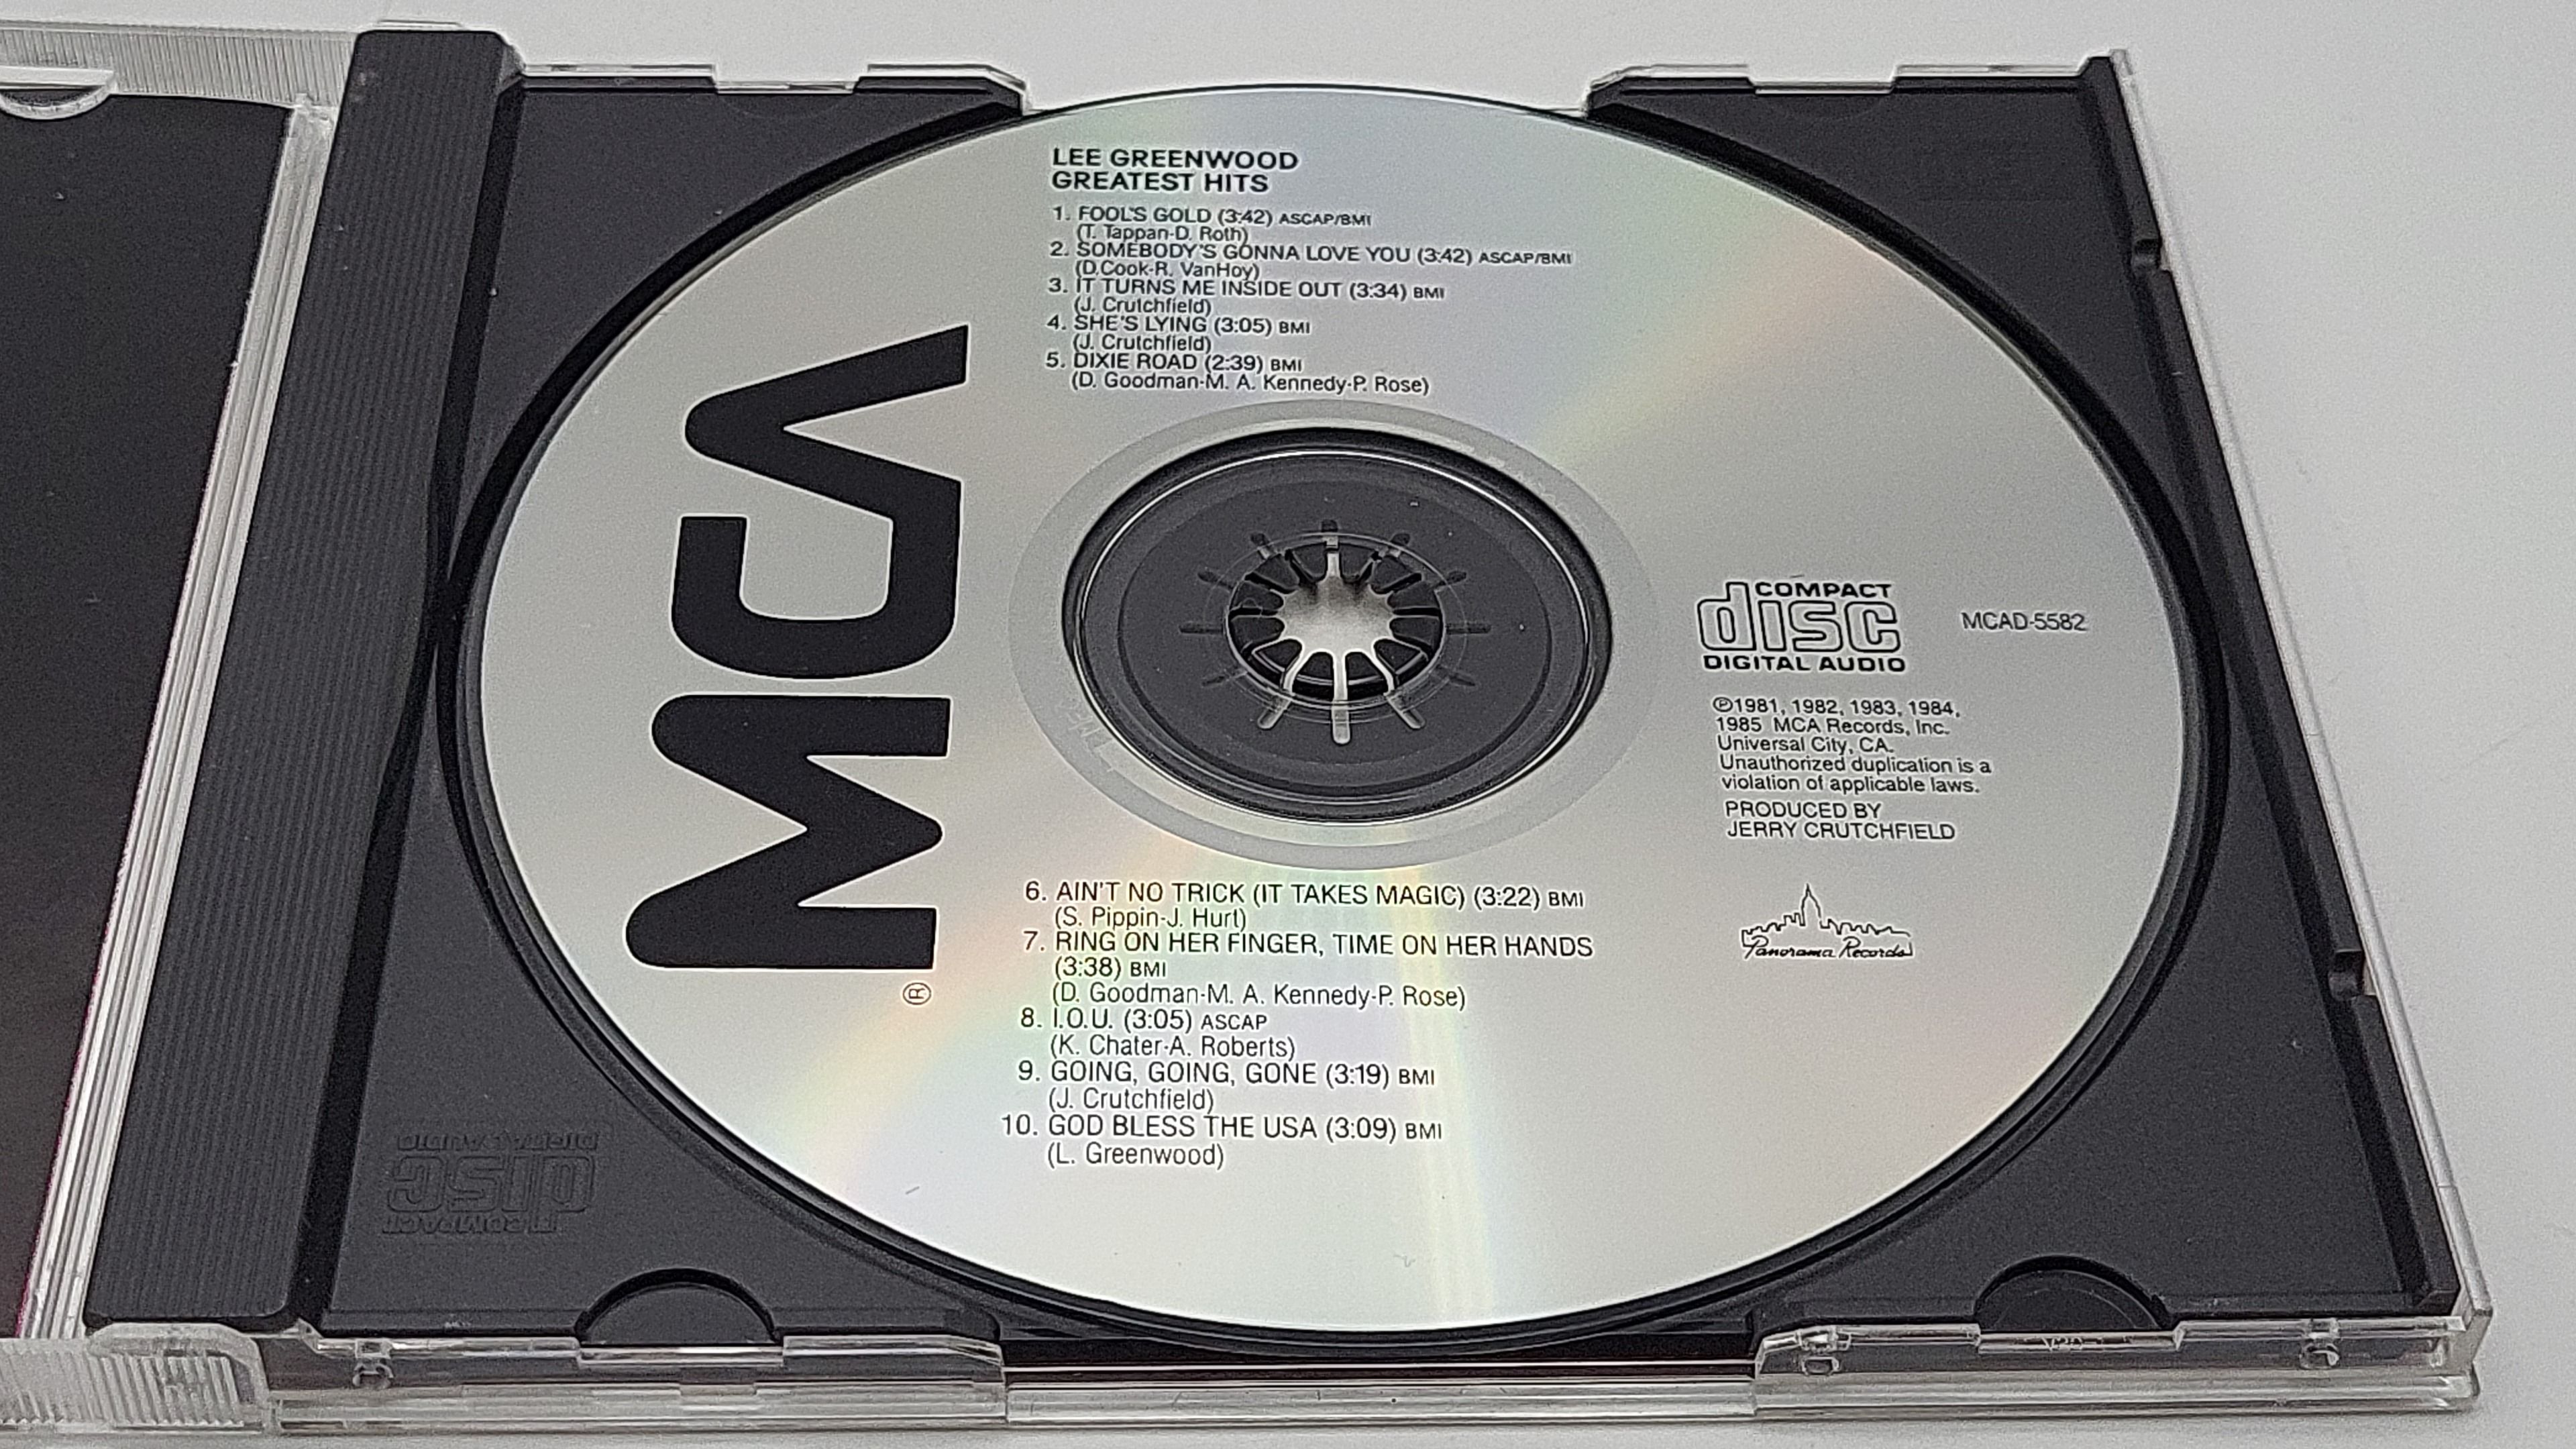 LEE GREENWOOD
GREATEST HITS
1. FOOL'S GOLD (3:42) ASCAP/BMI
(T. Tappan-D. Roth)
2. SOMEBODY'S GONNA LOVE YOU (3:42) ASCAP/BMI
(D.Cook-R. VanHoy)
3. IT TURNS ME INSIDE OUT (3:34) BMI
(J. Crutchfield)
4. SHE'S LYING (3:05) BMI
(J. Crutchfield)
5. DIXIE ROAD (2:39) BMI
(D. Goodman-M. A. Kennedy-P. Rose)
MCA
®
COMPACT
disc
DIGITAL AUDIO
MCAD-5582
℗1981, 1982, 1983, 1984,
1985 MCA Records, Inc.
Universal City, CA.
Unauthorized duplication is a
violation of applicable laws.
PRODUCED BY
JERRY CRUTCHFIELD
Panorama Records
6. AIN'T NO TRICK (IT TAKES MAGIC) (3:22) BMI
(S. Pippin-J. Hurt)
7. RING ON HER FINGER, TIME ON HER HANDS
(3:38) BMI
(D. Goodman-M. A. Kennedy-P. Rose)
8. I.O.U. (3:05) ASCAP
(K. Chater-A. Roberts)
9. GOING, GOING, GONE (3:19) BMI
(J. Crutchfield)
10. GOD BLESS THE USA (3:09) BMI
(L. Greenwood)
COMPACT
disc
DIGITAL AUDIO